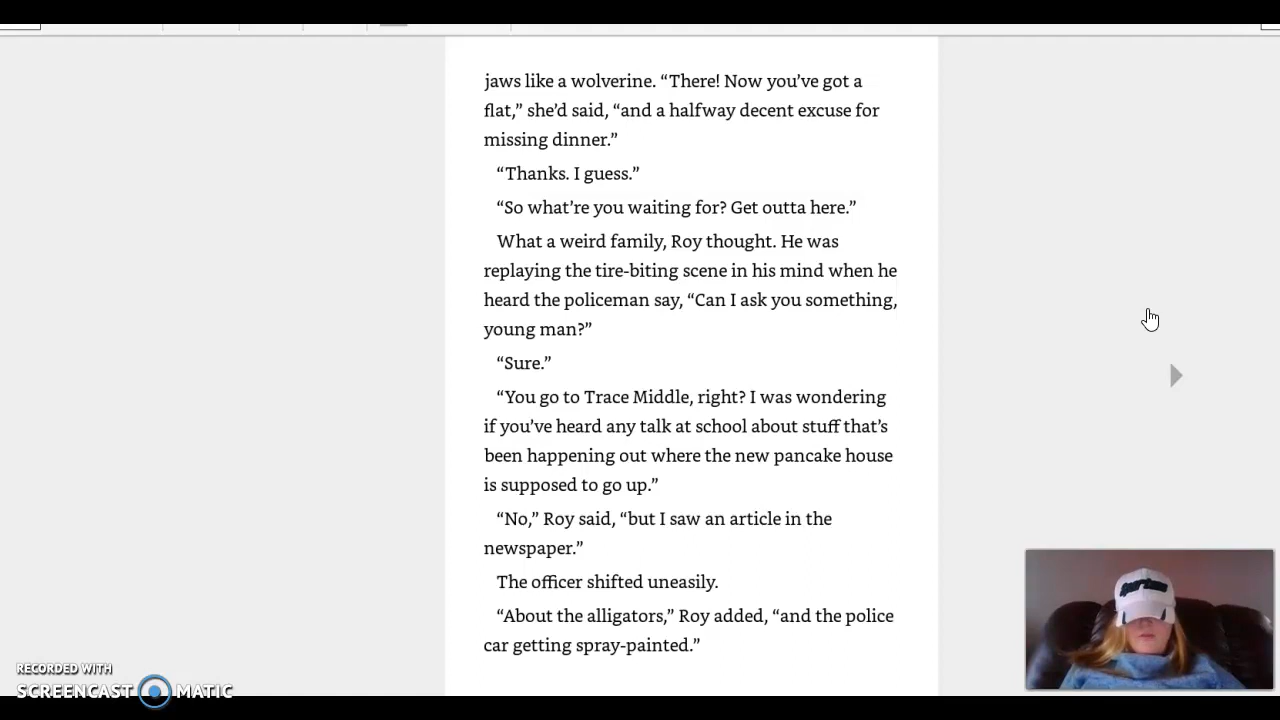 jaws like a wolverine. “There! Now you’ve got a
flat,” she’d said, “and a halfway decent excuse for
missing dinner.”
“Thanks. I guess.”
“So what’re you waiting for? Get outta here.”
What a weird family, Roy thought. He was
replaying the tire-biting scene in his mind when he
heard the policeman say, “Can I ask you something,
young man?”
“Sure.”
“You go to Trace Middle, right? I was wondering
if you’ve heard any talk at school about stuff that’s
been happening out where the new pancake house
is supposed to go up.”
“No,” Roy said, “but I saw an article in the
newspaper.”
The officer shifted uneasily.
“About the alligators,” Roy added, “and the police
car getting spray-painted.”
RECORDED WITH
SCREENCAST MATIC